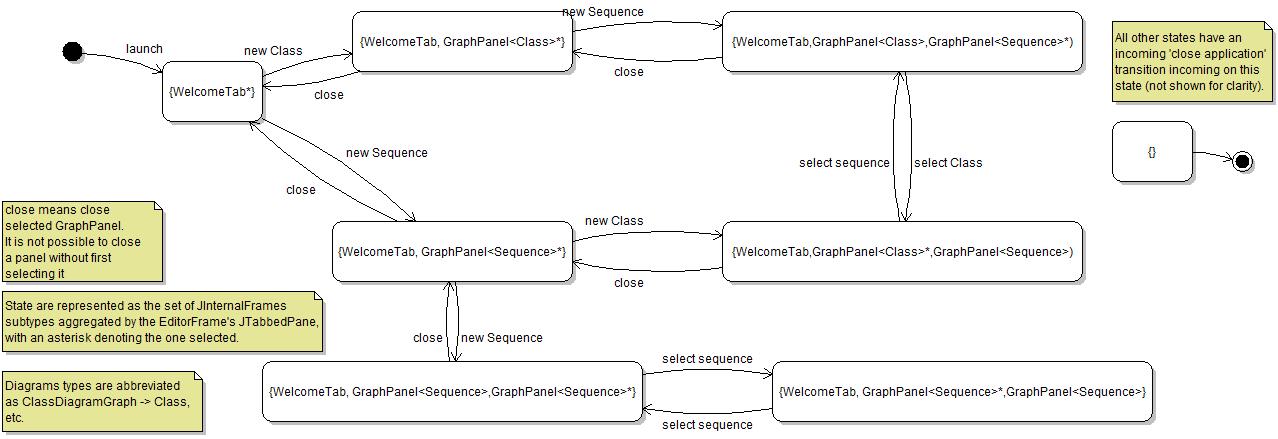 launch
{WelcomeTab*}
new Class
close
{WelcomeTab, GraphPanel<Class>*}
new Sequence
close
{WelcomeTab,GraphPanel<Class>,GraphPanel<Sequence>*)
All other states have an
incoming 'close application'
transition incoming on this
state (not shown for clarity).
{}
new Sequence
close
select sequence
select Class
close means close
selected GraphPanel.
It is not possible to close
a panel without first
selecting it
{WelcomeTab, GraphPanel<Sequence>*}
new Class
close
{WelcomeTab,GraphPanel<Class>*,GraphPanel<Sequence>)
State are represented as the set of JInternalFrames
subtypes aggregated by the EditorFrame's JTabbedPane,
with an asterisk denoting the one selected.
close
new Sequence
Diagrams types are abbreviated
as ClassDiagramGraph -> Class,
etc.
{WelcomeTab, GraphPanel<Sequence>,GraphPanel<Sequence>*}
select sequence
select sequence
{WelcomeTab, GraphPanel<Sequence>*,GraphPanel<Sequence>}